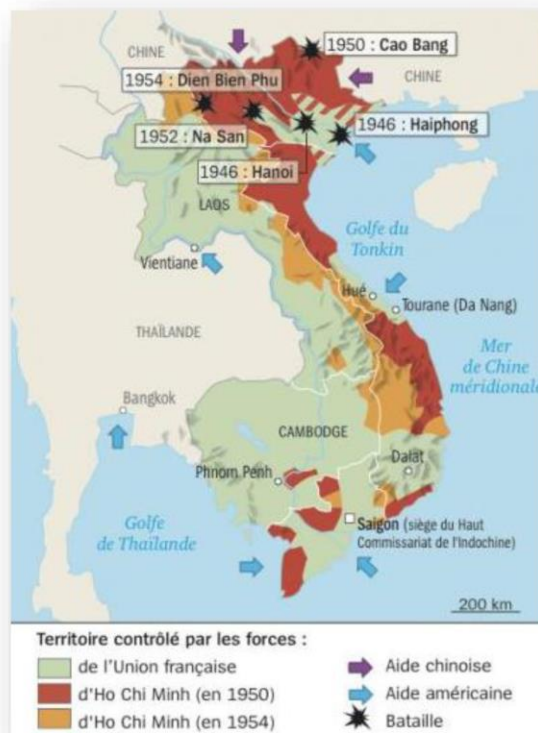 CHINE
1950 : Cao Bang
1954 : Dien Bien Phu
CHINE
1952 : Na San
1946 : Haiphong
1946 : Hanoi
LAOS
Golfe du
Tonkin
Vientiane
Hué
Tourane (Da Nang)
THAÏLANDE
Mer
de Chine
méridionale
Bangkok
CAMBODGE
Dalat
Phnom Penh
Golfe
de Thaïlande
Saigon (siège du Haut
Commissariat de l'Indochine)
200 km
Territoire contrôlé par les forces :
de l'Union française
d'Ho Chi Minh (en 1950)
d'Ho Chi Minh (en 1954)
Aide chinoise
Aide américaine
Bataille